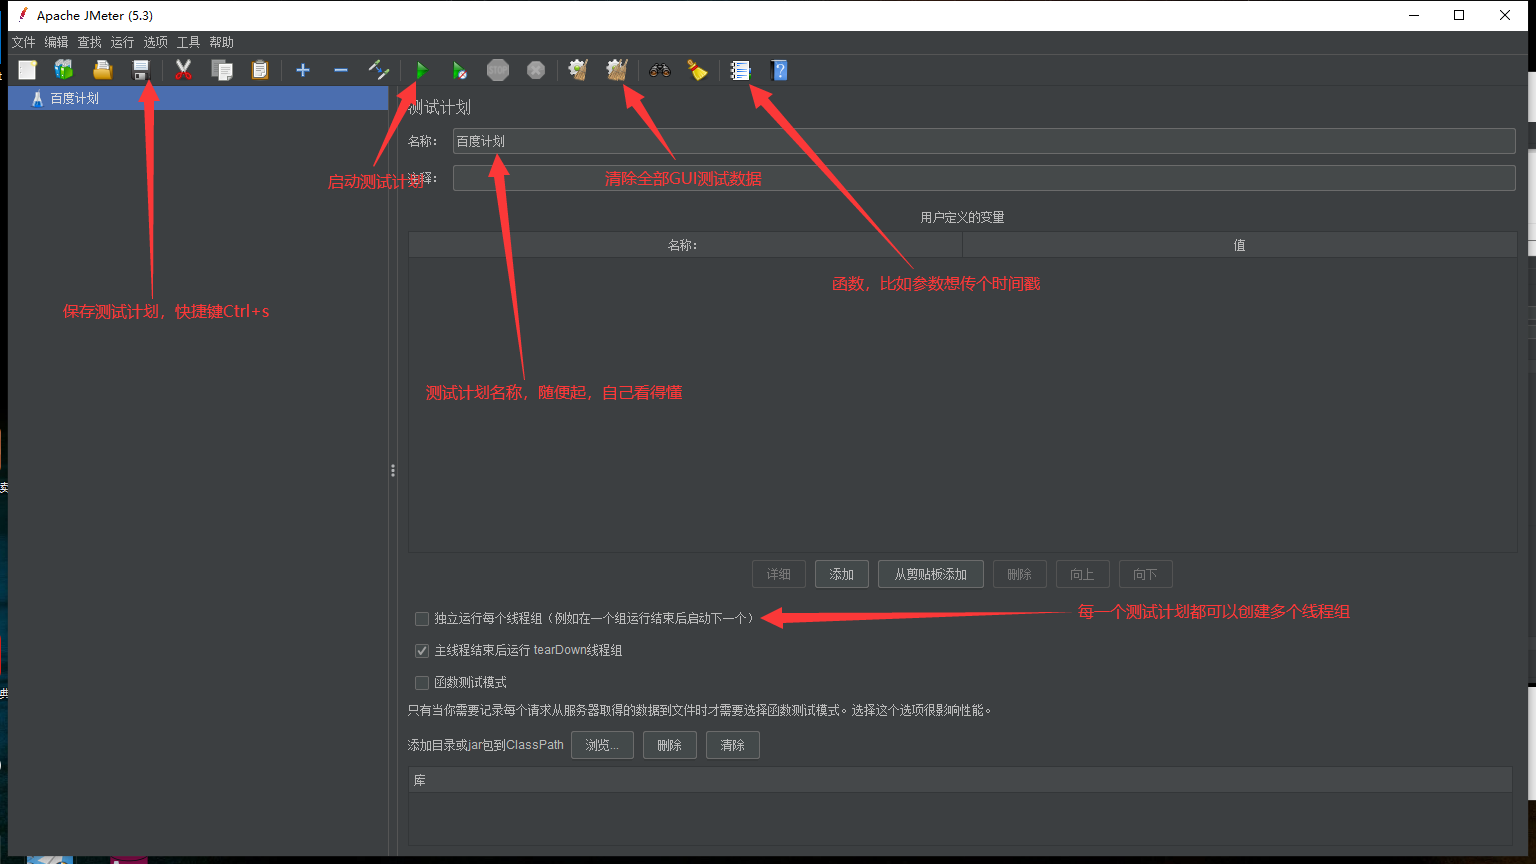 Apache JMeter (5.3)
文件 编辑 查找 运行 选项 工具 帮助
STOP
百度计划
测试计划
名称：
百度计划
启动测试计划
注释：
清除全部GUI测试数据
用户定义的变量
名称： 值
函数，比如参数想传个时间戳
保存测试计划，快捷键Ctrl+s
测试计划名称，随便起，自己看得懂
详细 添加 从剪贴板添加 删除 向上 向下
独立运行每个线程组（例如在一个组运行结束后启动下一个）
每一个测试计划都可以创建多个线程组
主线程结束后运行 tearDown线程组
函数测试模式
只有当你需要记录每个请求从服务器取得的数据到文件时才需要选择函数测试模式。选择这个选项很影响性能。
添加目录或jar包到ClassPath 浏览... 删除 清除
库